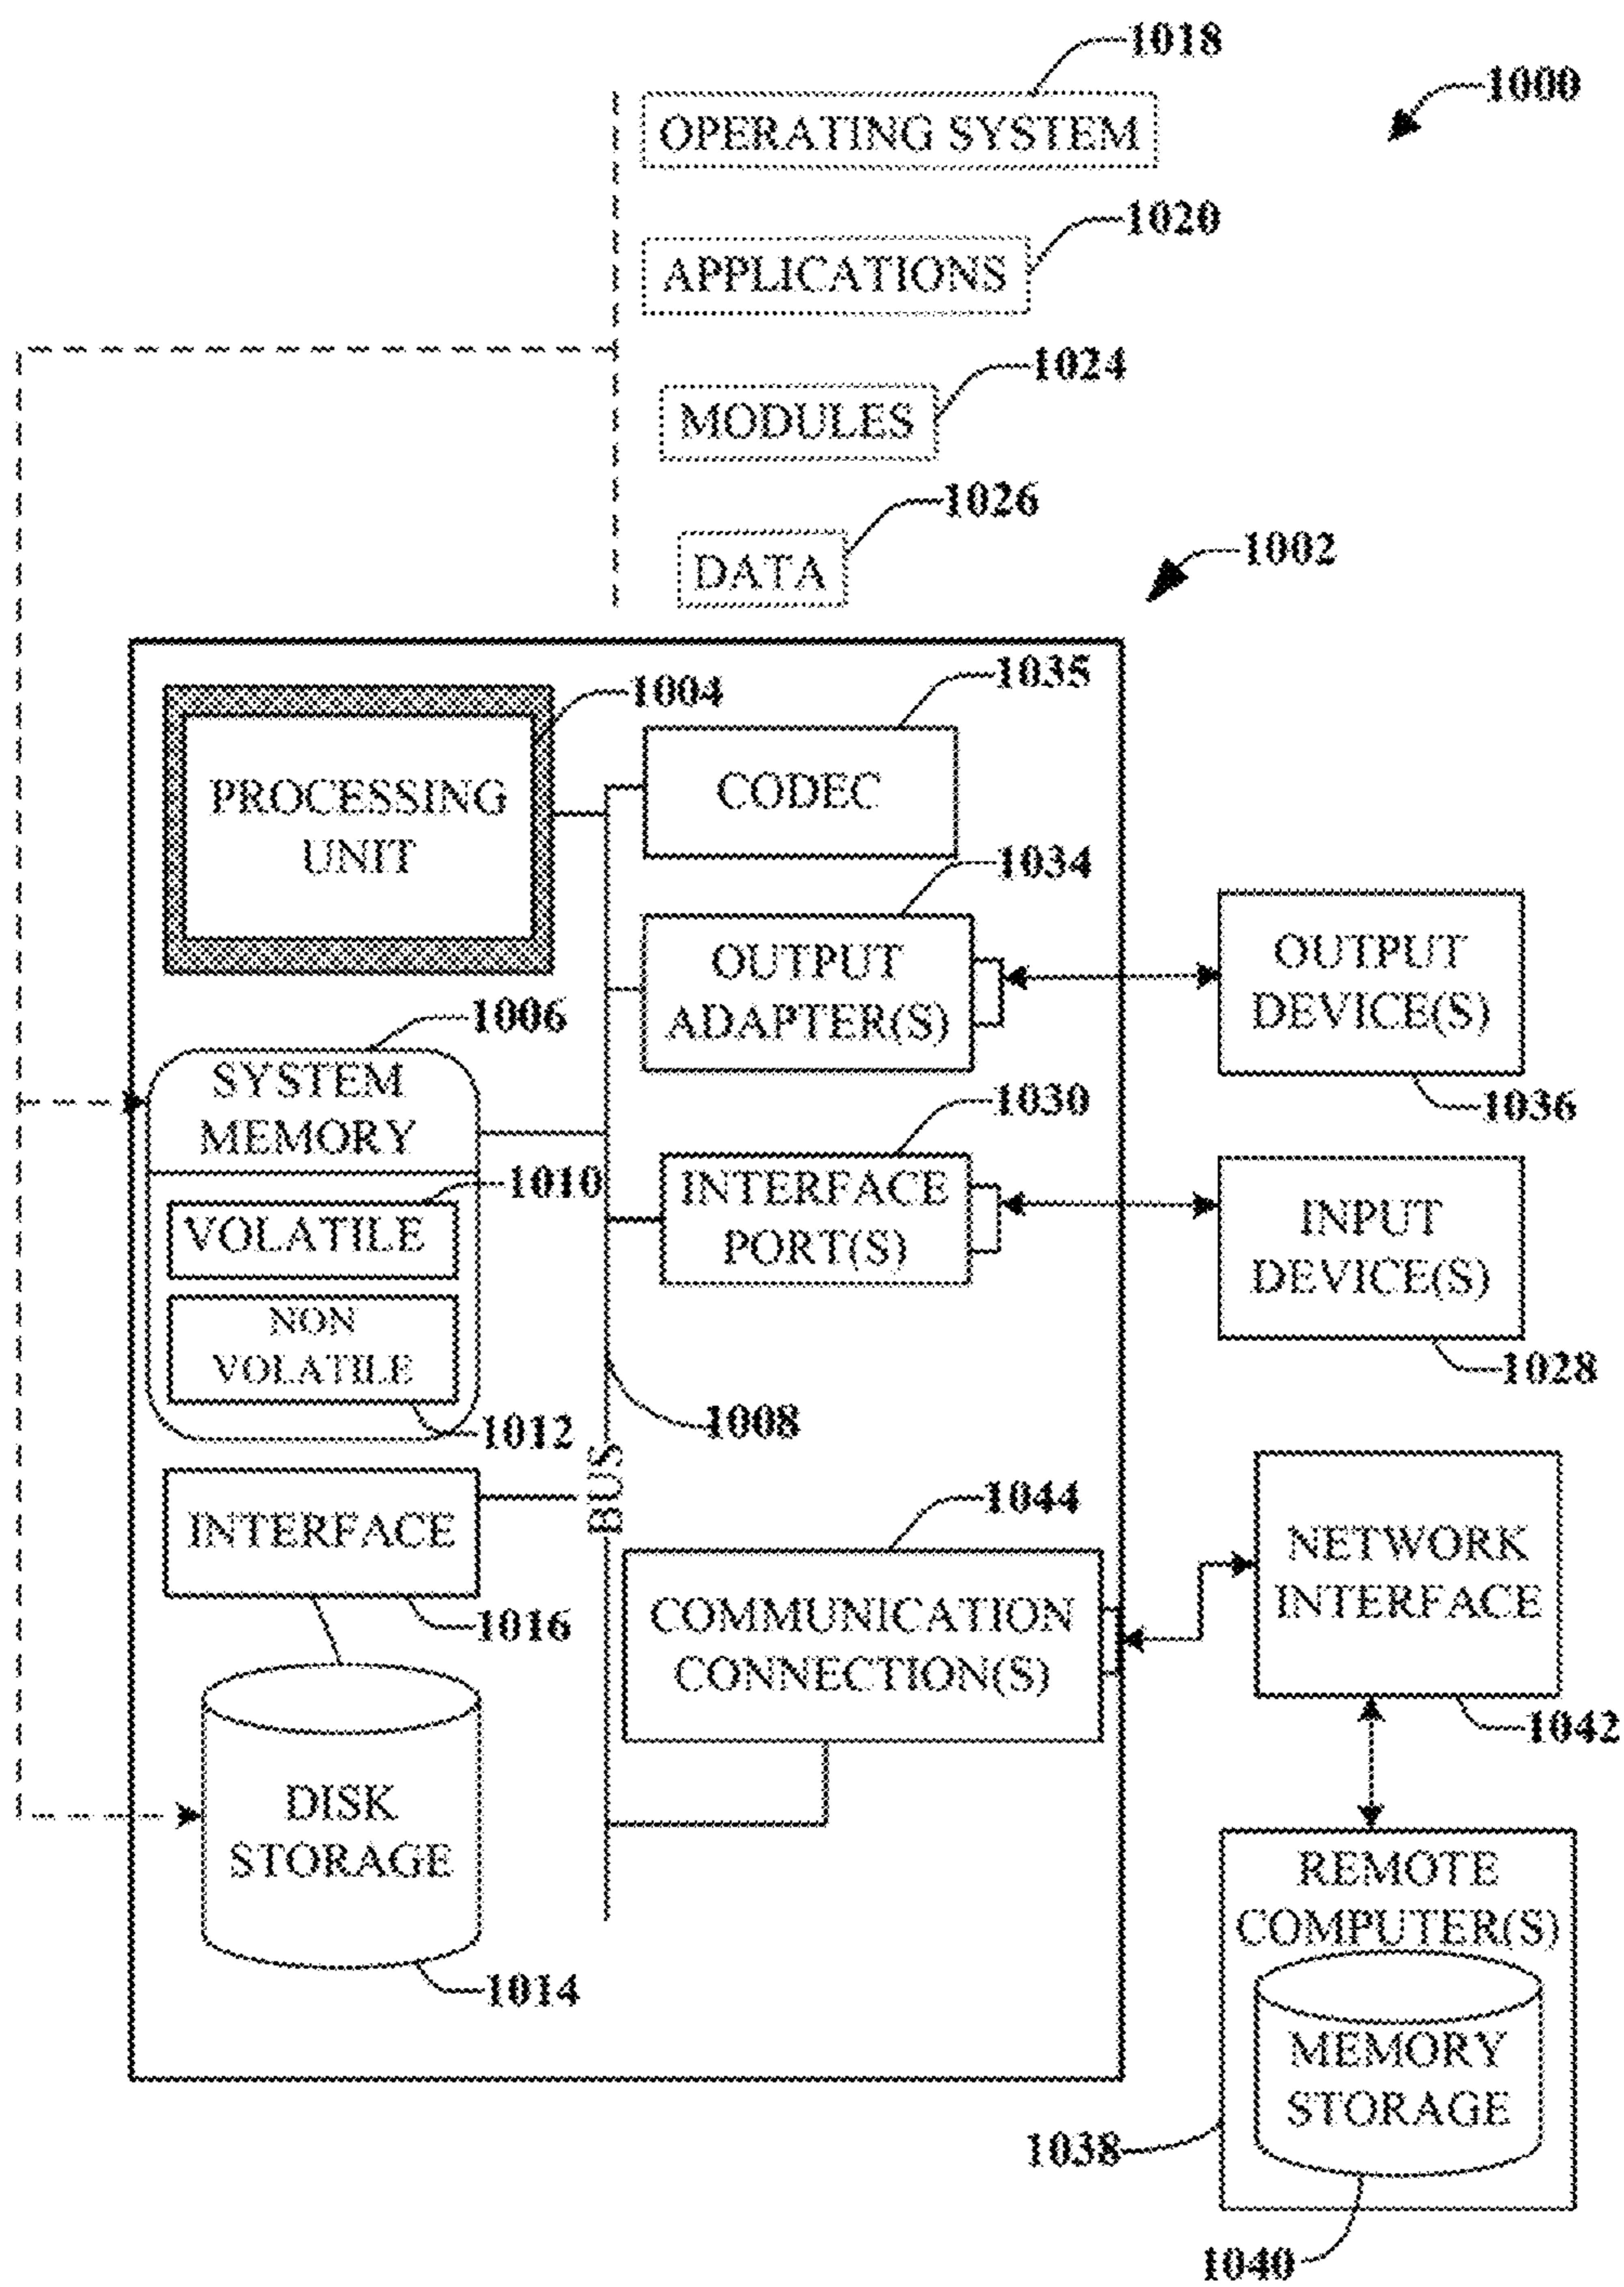 1018
1000
OPERATING SYSTEM
1020
APPLICATIONS
1024
MODULES
1026
DATA
1002
1004
PROCESSING
UNIT
1035
CODEC
1034
OUTPUT
ADAPTER(S)
OUTPUT
DEVICE(S)
1036
1006
SYSTEM
MEMORY
1010
VOLATILE
NON
VOLATILE
1012
1030
INTERFACE
PORT(S)
INPUT
DEVICE(S)
1028
1008
BUS
INTERFACE
1016
1044
COMMUNICATION
CONNECTION(S)
NETWORK
INTERFACE
1042
DISK
STORAGE
1014
REMOTE
COMPUTER(S)
MEMORY
STORAGE
1038
1040